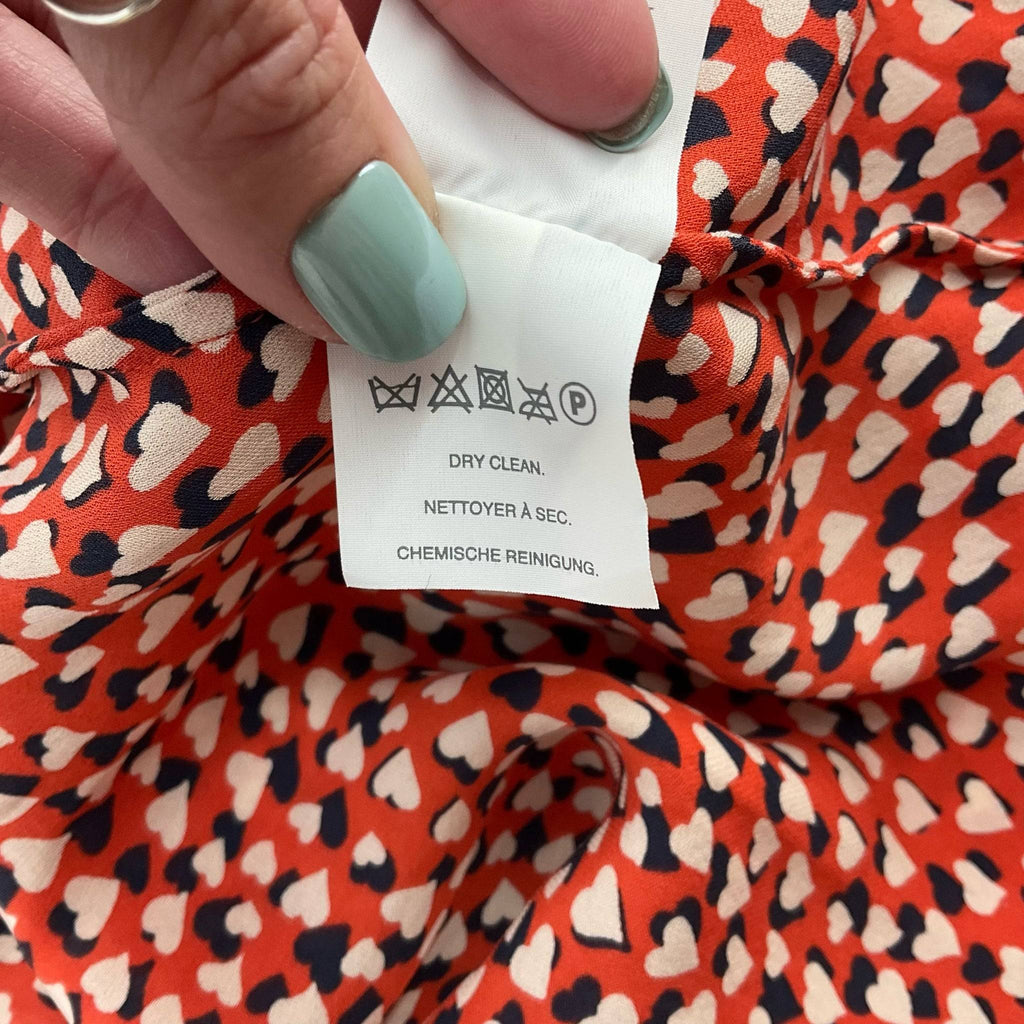 P
DRY CLEAN.
NETTOYER À SEC.
CHEMISCHE REINIGUNG.